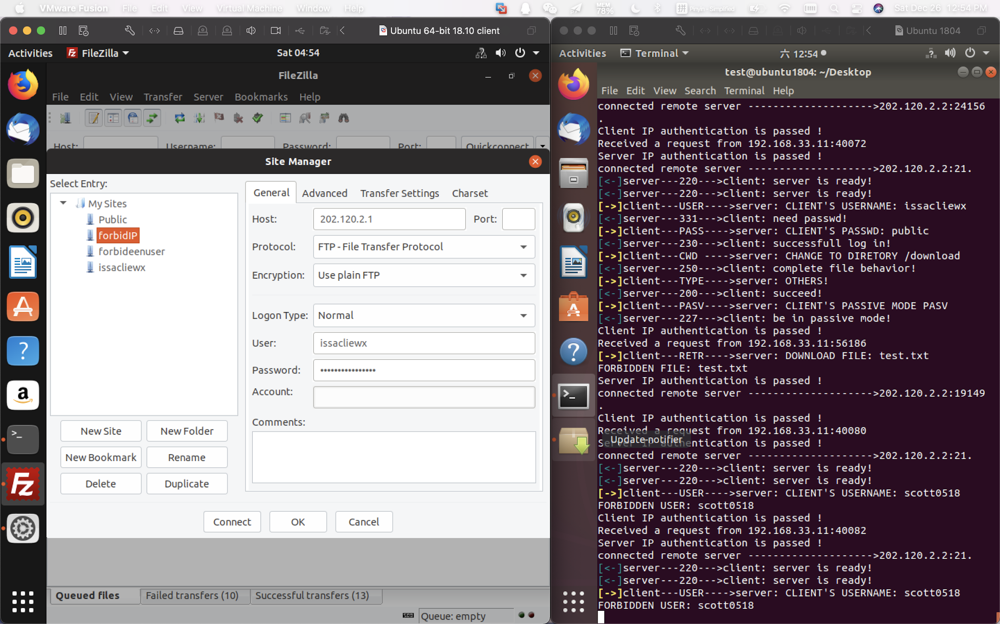 VMware Fusion File Edit View Virtual Machine Window Help MEM 78% 拼 Pinyin - Simplified Sat Dec 26 12:54 PM
Ubuntu 64-bit 18.10 client
Activities FileZilla Sat 04:54
FileZilla
File Edit View Transfer Server Bookmarks Help
Host: Username: Password: Port: Quickconnect
Site Manager
Select Entry:
My Sites
Public
forbidIP
forbideenuser
issacliewx
New Site New Folder
New Bookmark Rename
Delete Duplicate
General Advanced Transfer Settings Charset
Host: 202.120.2.1 Port:
Protocol: FTP - File Transfer Protocol
Encryption: Use plain FTP
Logon Type: Normal
User: issacliewx
Password: ••••••••••••••••
Account:
Comments:
Connect OK Cancel
Queued files Failed transfers (10) Successful transfers (13)
Queue: empty
Ubuntu 1804
Activities Terminal 六 12:54
test@ubuntu1804: ~/Desktop
File Edit View Search Terminal Help
connected remote server -------------------->202.120.2.2:24156
.
Client IP authentication is passed !
Received a request from 192.168.33.11:40072
Server IP authentication is passed !
connected remote server -------------------->202.120.2.2:21.
[<-]server---220--->client: server is ready!
[<-]server---220--->client: server is ready!
[->]client---USER---->server: CLIENT'S USERNAME: issacliewx
[<-]server---331--->client: need passwd!
[->]client---PASS---->server: CLIENT'S PASSWD: public
[<-]server---230--->client: successfull log in!
[->]client---CWD ---->server: CHANGE TO DIRETORY /download
[<-]server---250--->client: complete file behavior!
[->]client---TYPE---->server: OTHERS!
[<-]server---200--->client: succeed!
[->]client---PASV---->server: CLIENT'S PASSIVE MODE PASV
[<-]server---227--->client: be in passive mode!
Client IP authentication is passed !
Received a request from 192.168.33.11:56186
[->]client---RETR---->server: DOWNLOAD FILE: test.txt
FORBIDDEN FILE: test.txt
Server IP authentication is passed !
connected remote server -------------------->202.120.2.2:19149
.
Client IP authentication is passed !
Received a request from 192.168.33.11:40080
Update-notifier
Server IP authentication is passed !
connected remote server -------------------->202.120.2.2:21.
[<-]server---220--->client: server is ready!
[<-]server---220--->client: server is ready!
[->]client---USER---->server: CLIENT'S USERNAME: scott0518
FORBIDDEN USER: scott0518
Client IP authentication is passed !
Received a request from 192.168.33.11:40082
Server IP authentication is passed !
connected remote server -------------------->202.120.2.2:21.
[<-]server---220--->client: server is ready!
[<-]server---220--->client: server is ready!
[->]client---USER---->server: CLIENT'S USERNAME: scott0518
FORBIDDEN USER: scott0518